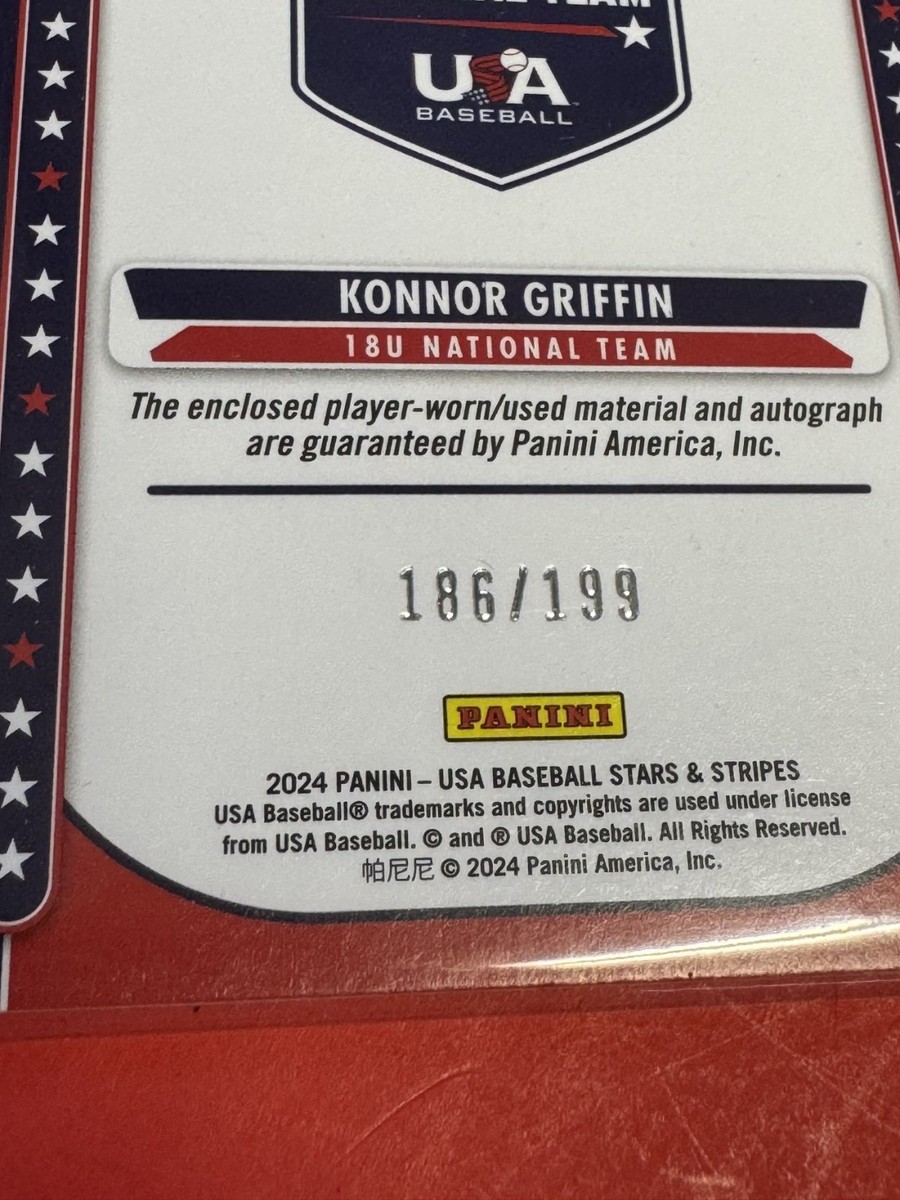 USA
BASEBALL
KONNOR GRIFFIN
18U NATIONAL TEAM
The enclosed player-worn/used material and autograph
are guaranteed by Panini America, Inc.
186/199
PANINI
2024 PANINI – USA BASEBALL STARS & STRIPES
USA Baseball® trademarks and copyrights are used under license
from USA Baseball. © and ® USA Baseball. All Rights Reserved.
帕尼尼 © 2024 Panini America, Inc.